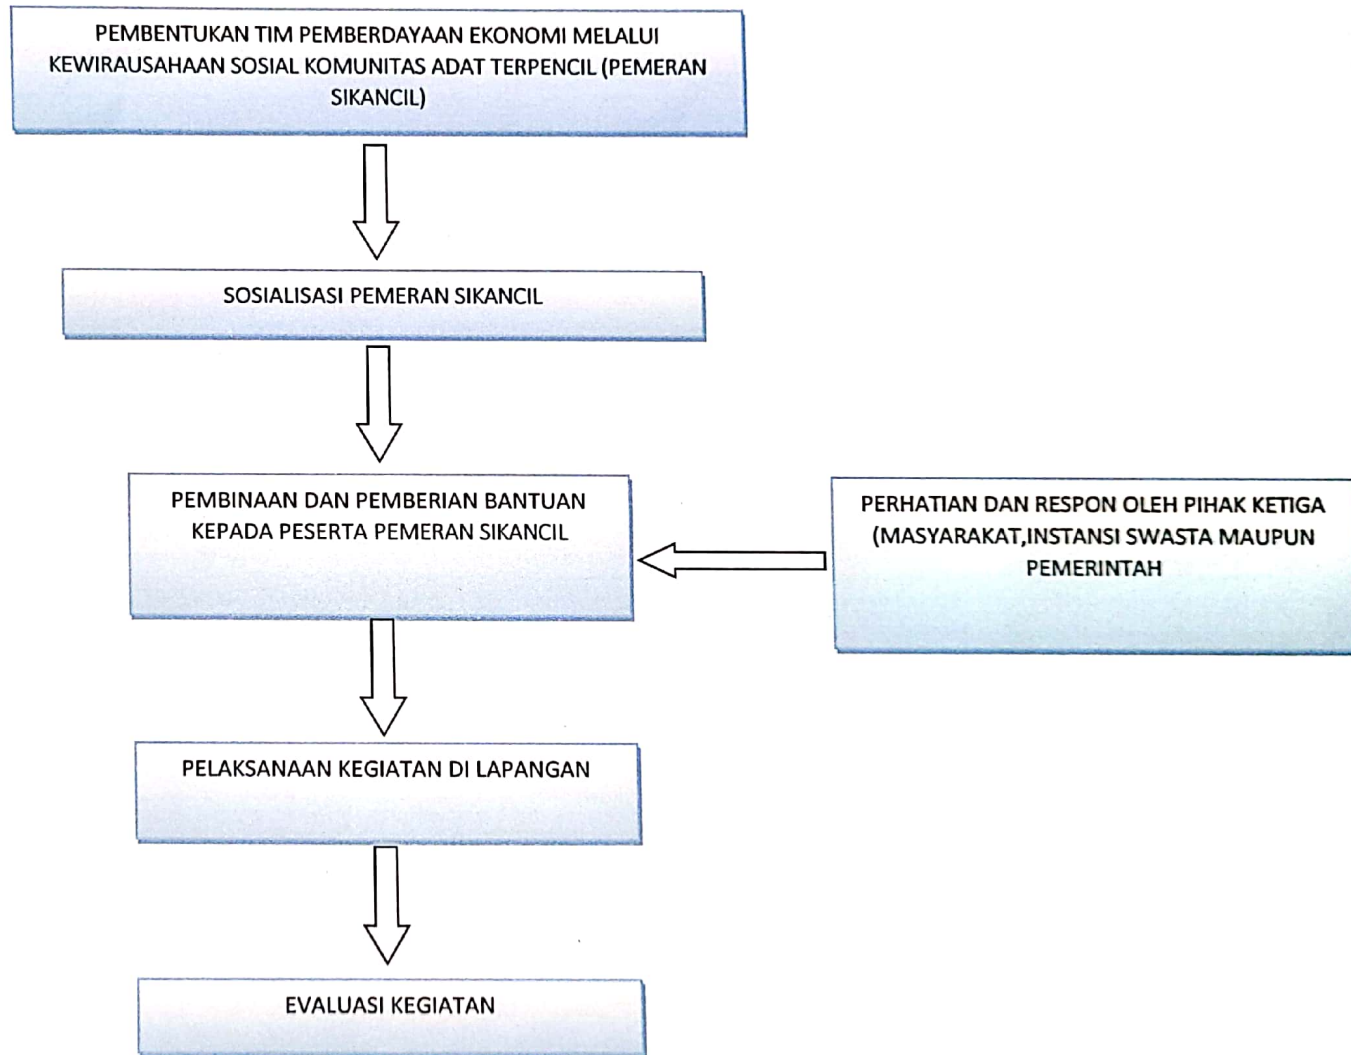 PEMBENTUKAN TIM PEMBERDAYAAN EKONOMI MELALUI
KEWIRAUSAHAAN SOSIAL KOMUNITAS ADAT TERPENCIL (PEMERAN
SIKANCIL)
SOSIALISASI PEMERAN SIKANCIL
PEMBINAAN DAN PEMBERIAN BANTUAN
KEPADA PESERTA PEMERAN SIKANCIL
PERHATIAN DAN RESPON OLEH PIHAK KETIGA
(MASYARAKAT,INSTANSI SWASTA MAUPUN
PEMERINTAH
PELAKSANAAN KEGIATAN DI LAPANGAN
EVALUASI KEGIATAN